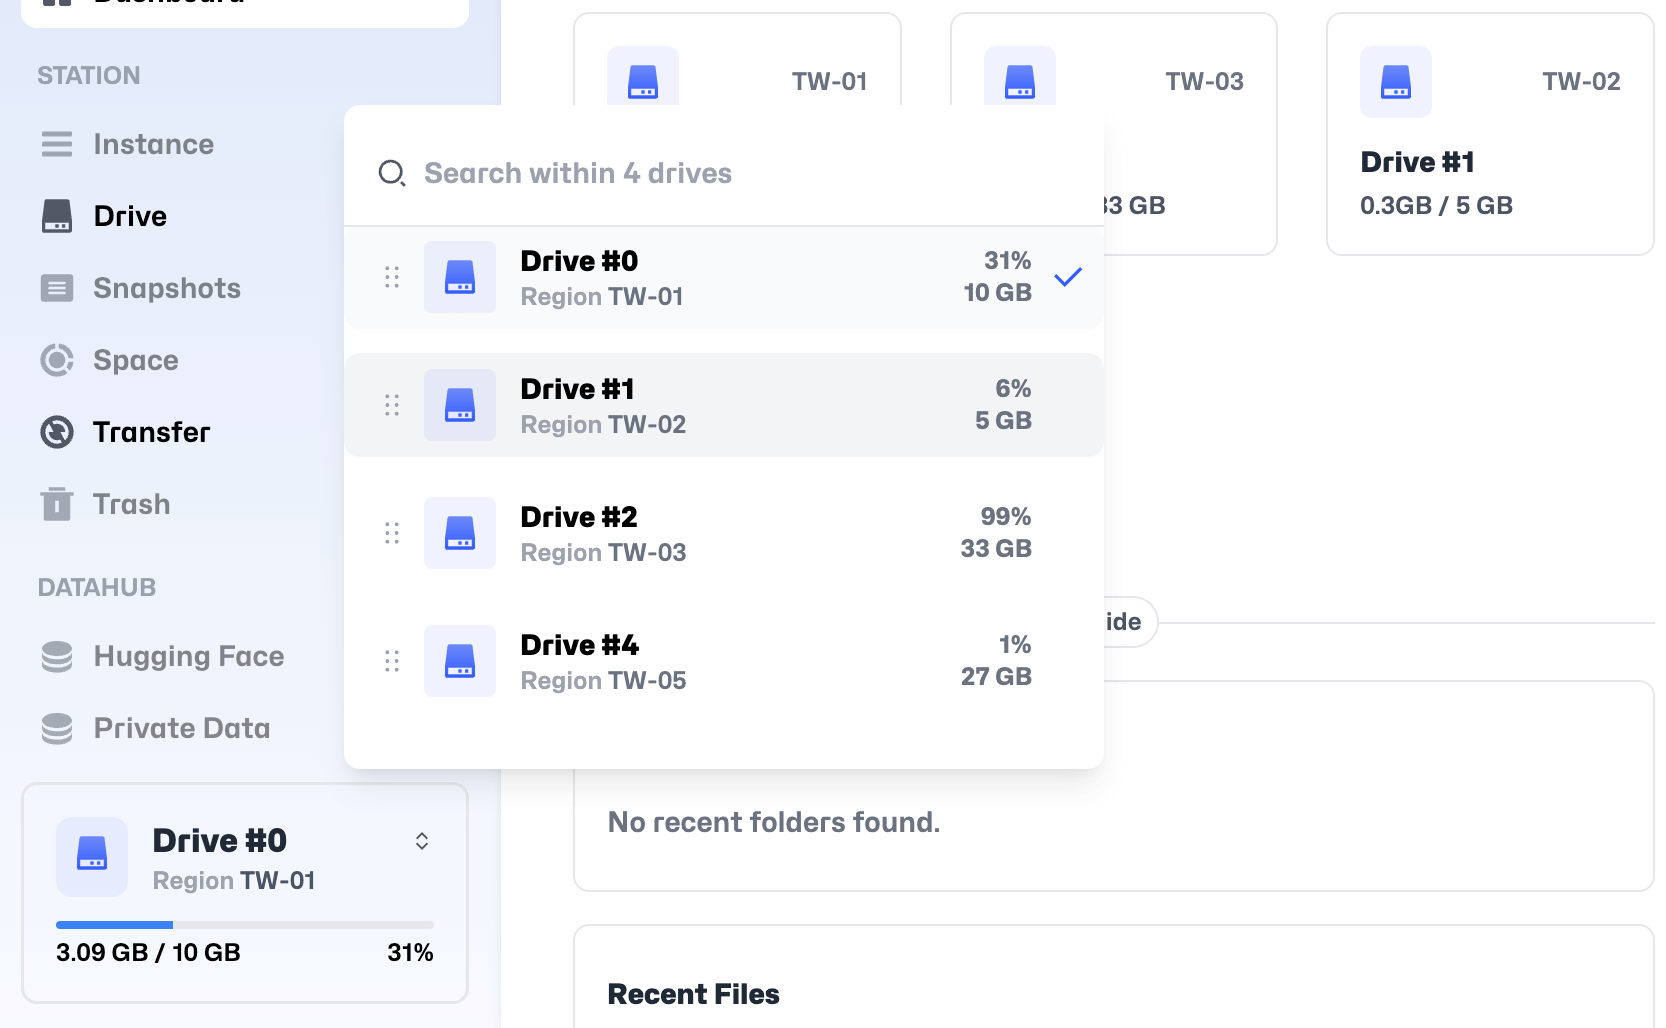 Dashboard
STATION
Instance
Drive
Snapshots
Space
Transfer
Trash
DATAHUB
Hugging Face
Private Data
Drive #0
Region TW-01
3.09 GB / 10 GB
31%
TW-01
TW-03
33 GB
TW-02
Drive #1
0.3GB / 5 GB
Search within 4 drives
Drive #0
Region TW-01
31%
10 GB
Drive #1
Region TW-02
6%
5 GB
Drive #2
Region TW-03
99%
33 GB
Drive #4
Region TW-05
1%
27 GB
No recent folders found.
Recent Files